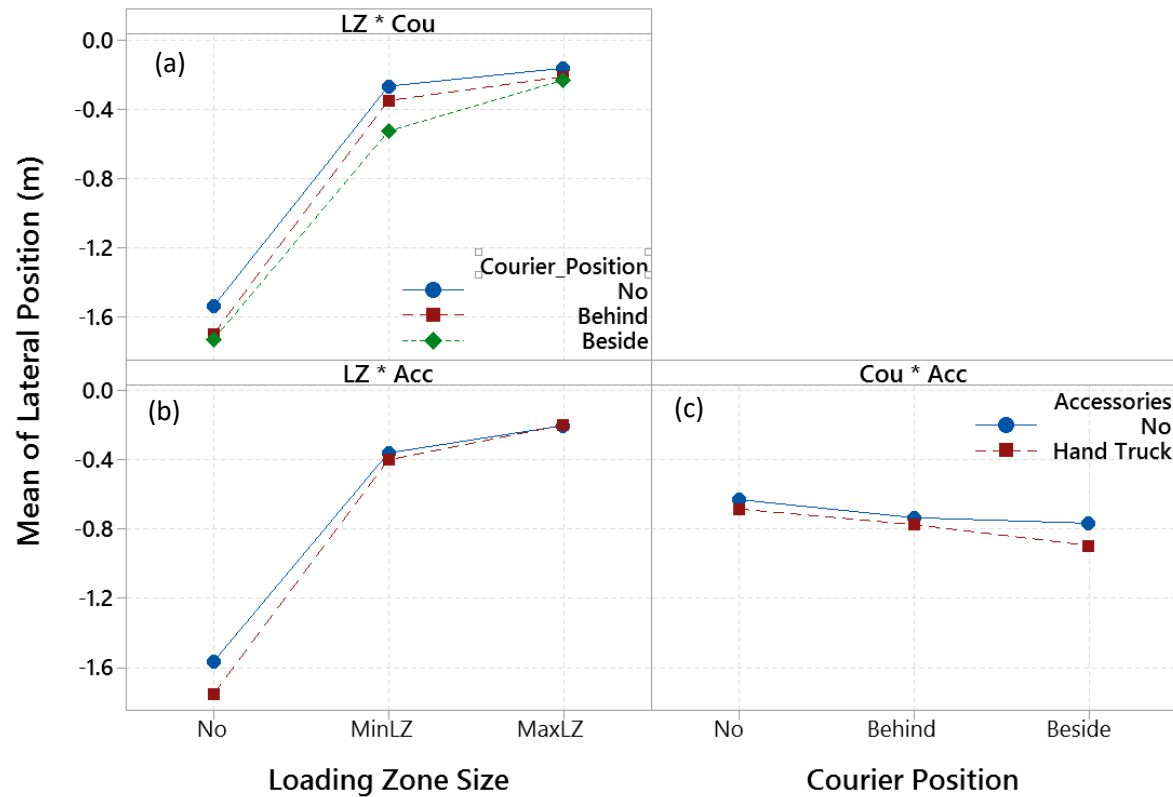 LZ * Cou
(a)
0.0
-0.4
-0.8
-1.2
-1.6
Courier_Position
No
Behind
Beside
Mean of Lateral Position (m)
LZ * Acc
(b)
0.0
-0.4
-0.8
-1.2
-1.6
No
MinLZ
MaxLZ
Loading Zone Size
Cou * Acc
(c)
Accessories
No
Hand Truck
No
Behind
Beside
Courier Position